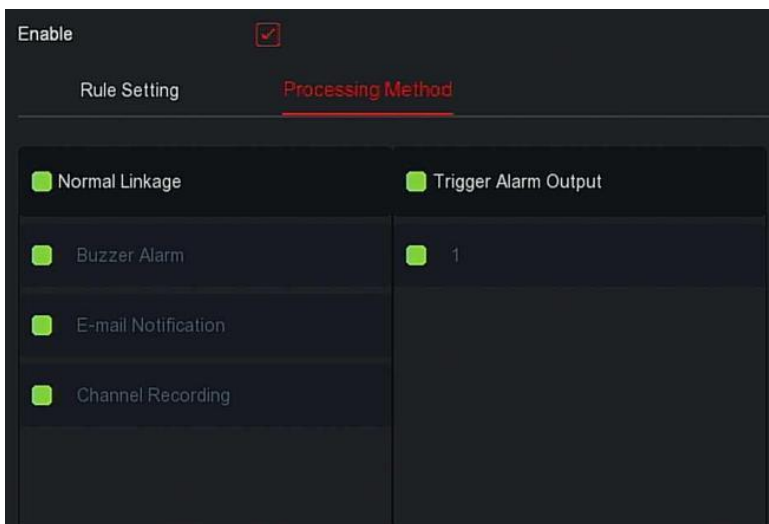 Enable
Rule Setting
Processing Method
Normal Linkage
Trigger Alarm Output
Buzzer Alarm
1
E-mail Notification
Channel Recording